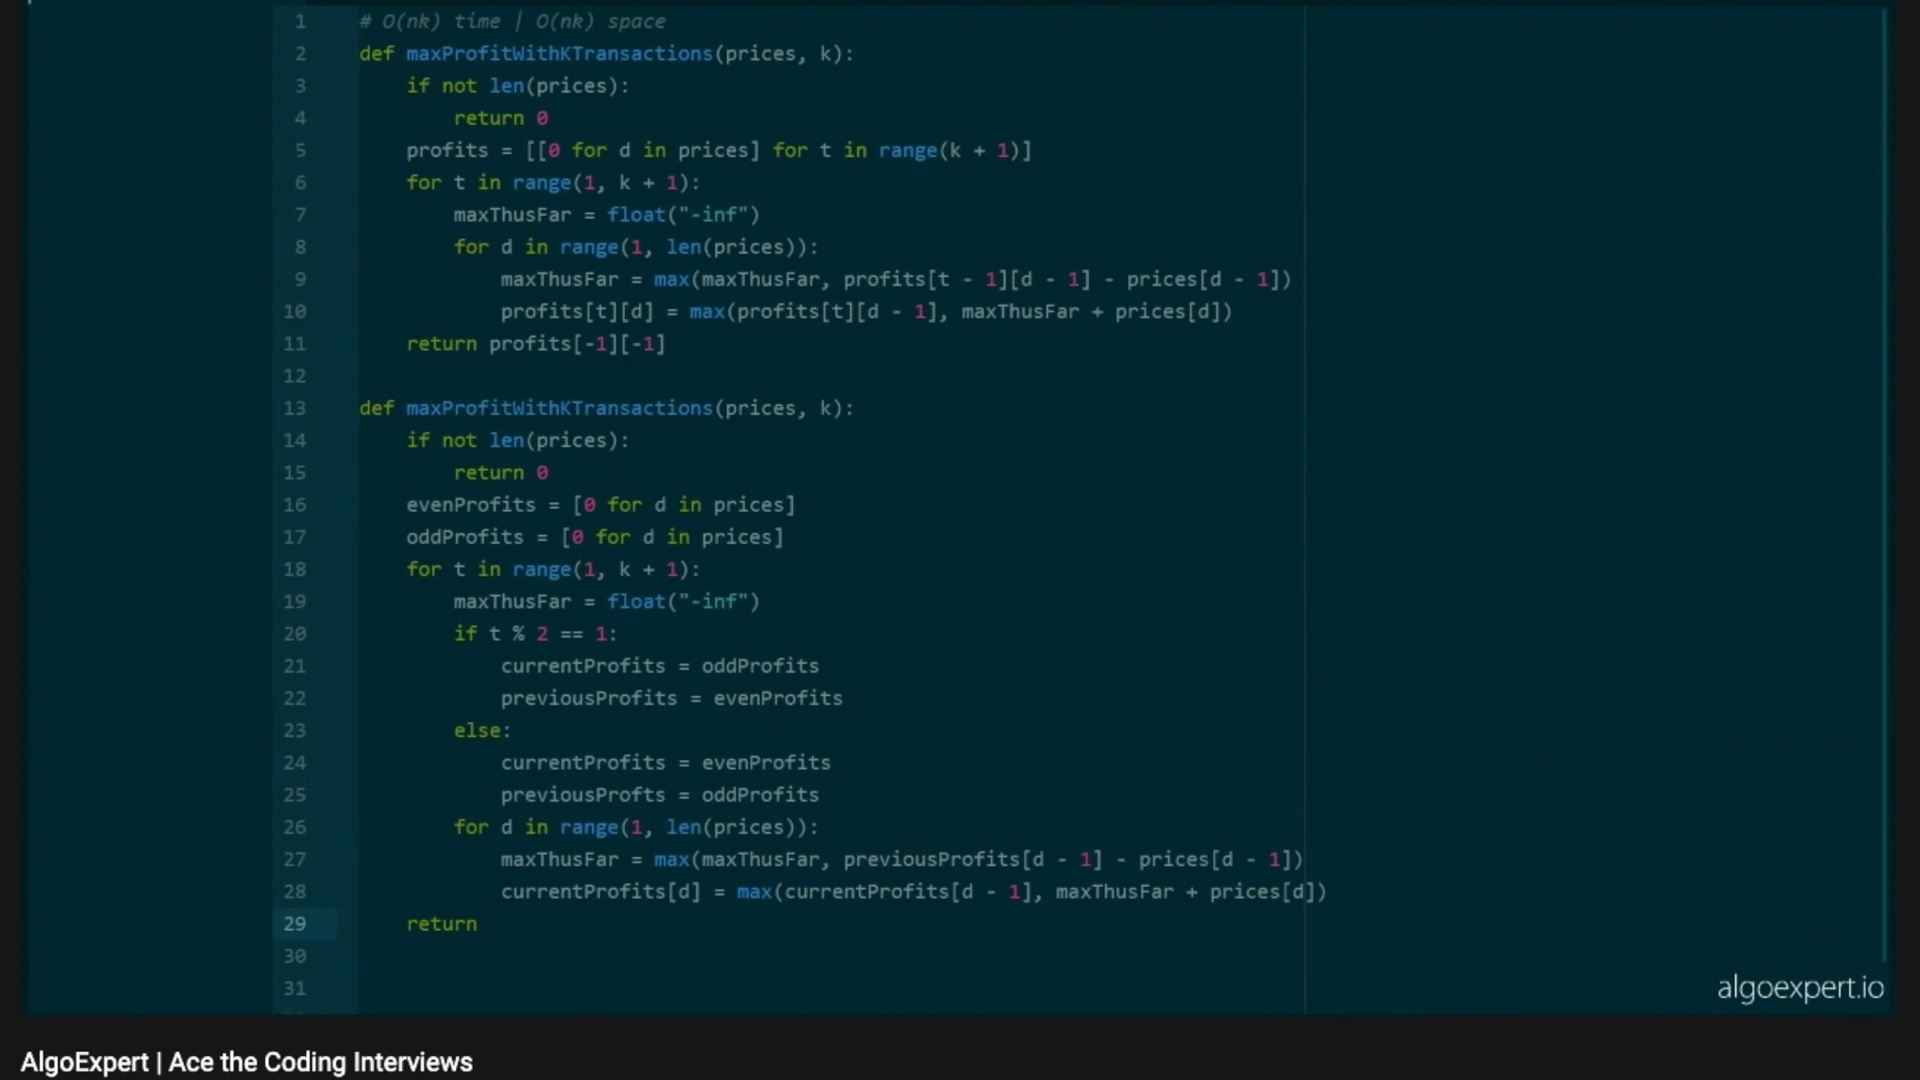 1 # O(nk) time | O(nk) space
2 def maxProfitWithKTransactions(prices, k):
3     if not len(prices):
4         return 0
5     profits = [[0 for d in prices] for t in range(k + 1)]
6     for t in range(1, k + 1):
7         maxThusFar = float("-inf")
8         for d in range(1, len(prices)):
9             maxThusFar = max(maxThusFar, profits[t - 1][d - 1] - prices[d - 1])
10             profits[t][d] = max(profits[t][d - 1], maxThusFar + prices[d])
11     return profits[-1][-1]
12
13 def maxProfitWithKTransactions(prices, k):
14     if not len(prices):
15         return 0
16     evenProfits = [0 for d in prices]
17     oddProfits = [0 for d in prices]
18     for t in range(1, k + 1):
19         maxThusFar = float("-inf")
20         if t % 2 == 1:
21             currentProfits = oddProfits
22             previousProfits = evenProfits
23         else:
24             currentProfits = evenProfits
25             previousProfts = oddProfits
26         for d in range(1, len(prices)):
27             maxThusFar = max(maxThusFar, previousProfits[d - 1] - prices[d - 1])
28             currentProfits[d] = max(currentProfits[d - 1], maxThusFar + prices[d])
29     return
30
31
algoexpert.io
AlgoExpert | Ace the Coding Interviews